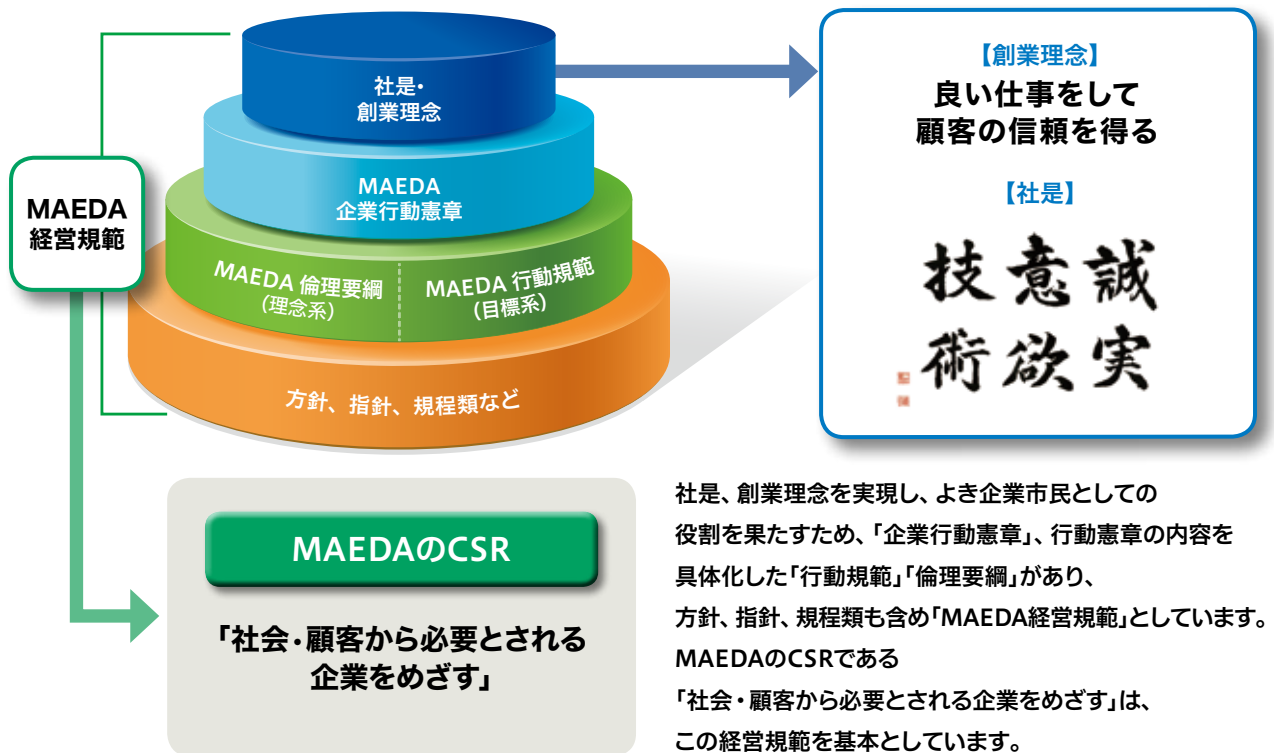 社是・
創業理念
MAEDA
企業行動憲章
MAEDA 倫理要綱
(理念系)
MAEDA 行動規範
(目標系)
方針、指針、規程類など
MAEDA
経営規範
【創業理念】
良い仕事をして
顧客の信頼を得る
【社是】
誠実
意欲
技術
MAEDAのCSR
「社会・顧客から必要とされる
企業をめざす」
社是、創業理念を実現し、よき企業市民としての
役割を果たすため、「企業行動憲章」、行動憲章の内容を
具体化した「行動規範」「倫理要綱」があり、
方針、指針、規程類も含め「MAEDA経営規範」としています。
MAEDAのCSRである
「社会・顧客から必要とされる企業をめざす」は、
この経営規範を基本としています。